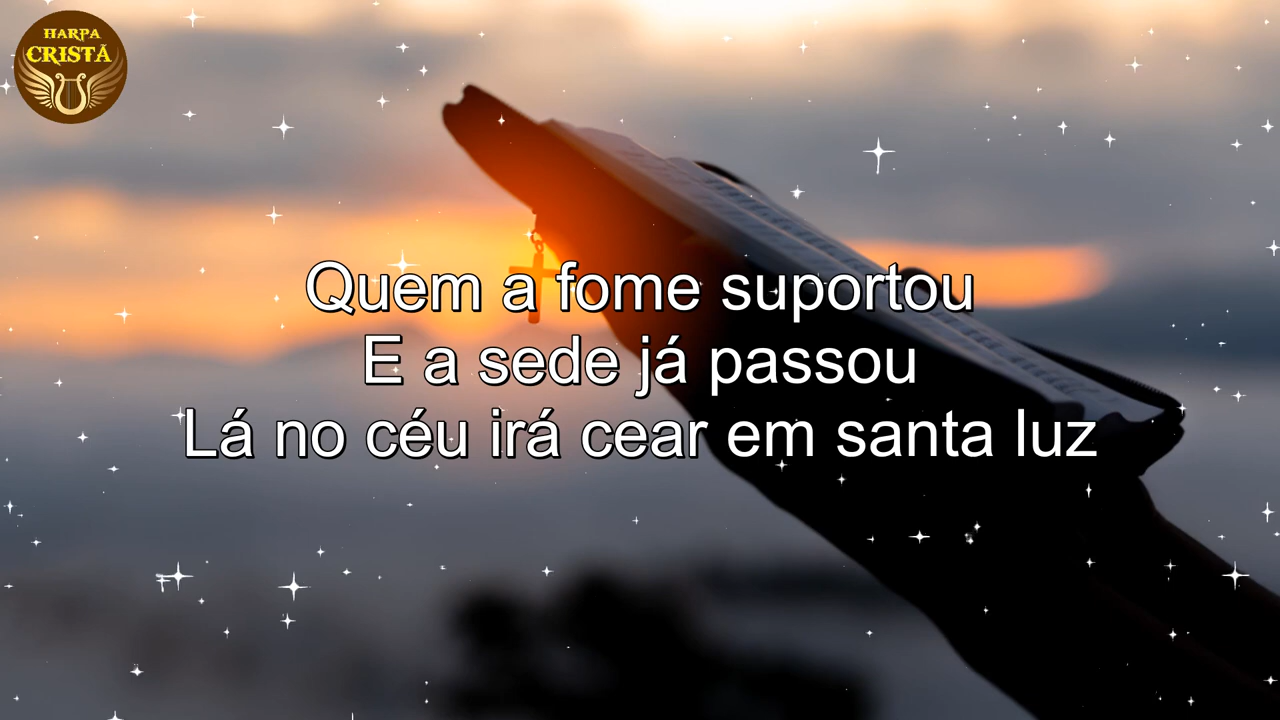 HARPA
CRISTÃ
Quem a fome suportou
E a sede já passou
Lá no céu irá cear em santa luz